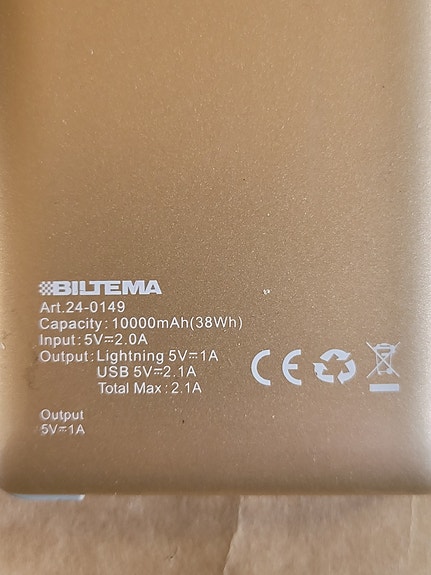 BILTEMA
Art.24-0149
Capacity: 10000mAh(38Wh)
Input: 5V⎓2.0A
Output: Lightning 5V⎓1A
USB 5V⎓2.1A
Total Max: 2.1A
CE
Output
5V⎓1A